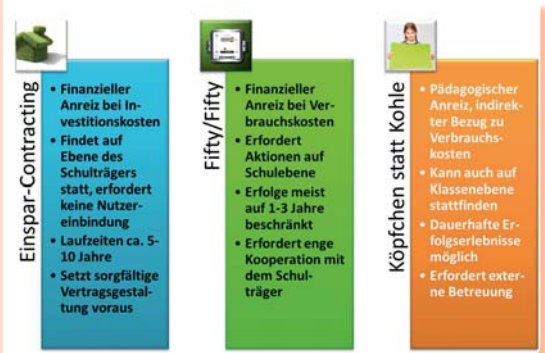 Einspar-Contracting
• Finanzieller
Anreiz bei In-
vestitionskosten
• Findet auf
Ebene des
Schulträgers
statt, erfordert
keine Nutzer-
einbindung
• Laufzeiten ca. 5-
10 Jahre
• Setzt sorgfältige
Vertragsgestal-
tung voraus
Fifty/Fifty
• Finanzieller
Anreiz bei Ver-
brauchskosten
• Erfordert
Aktionen auf
Schulebene
• Erfolge meist
auf 1-3 Jahre
beschränkt
• Erfordert enge
Kooperation mit
dem Schul-
träger
Köpfchen statt Kohle
• Pädagogischer
Anreiz, indirek-
ter Bezug zu
Verbrauchs-
kosten
• Kann auch auf
Klassenebene
stattfinden
• Dauerhafte Er-
folgserlebnisse
möglich
• Erfordert exter-
ne Betreuung